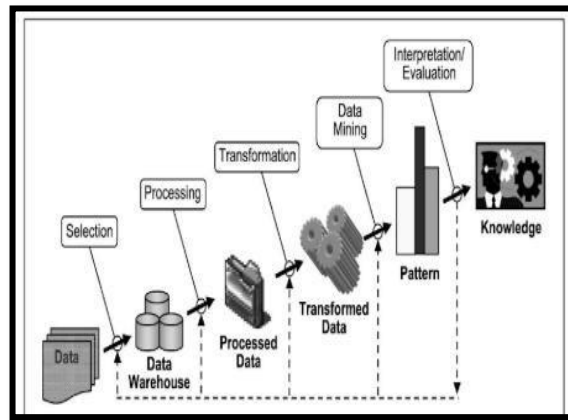 Interpretation/
Evaluation
Data
Mining
Transformation
Processing
Selection
Knowledge
Pattern
Transformed
Data
Processed
Data
Data
Warehouse
Data